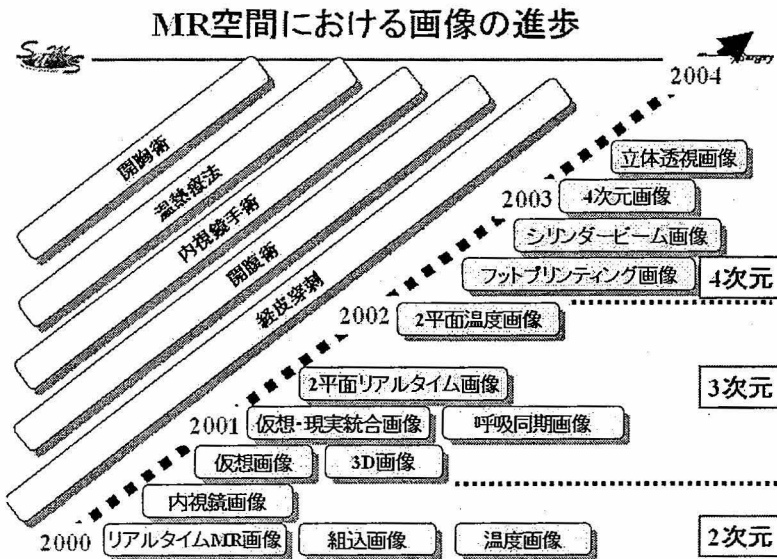 MR空間における画像の進歩
2004
開胸術
温熱療法
内視鏡手術
開腹術
経皮穿刺
立体透視画像
2003
4次元画像
シリンダービーム画像
フットプリンティング画像
4次元
2002
2平面温度画像
2平面リアルタイム画像
3次元
2001
仮想・現実統合画像
呼吸同期画像
仮想画像
3D画像
内視鏡画像
2000
リアルタイムMR画像
組込画像
温度画像
2次元